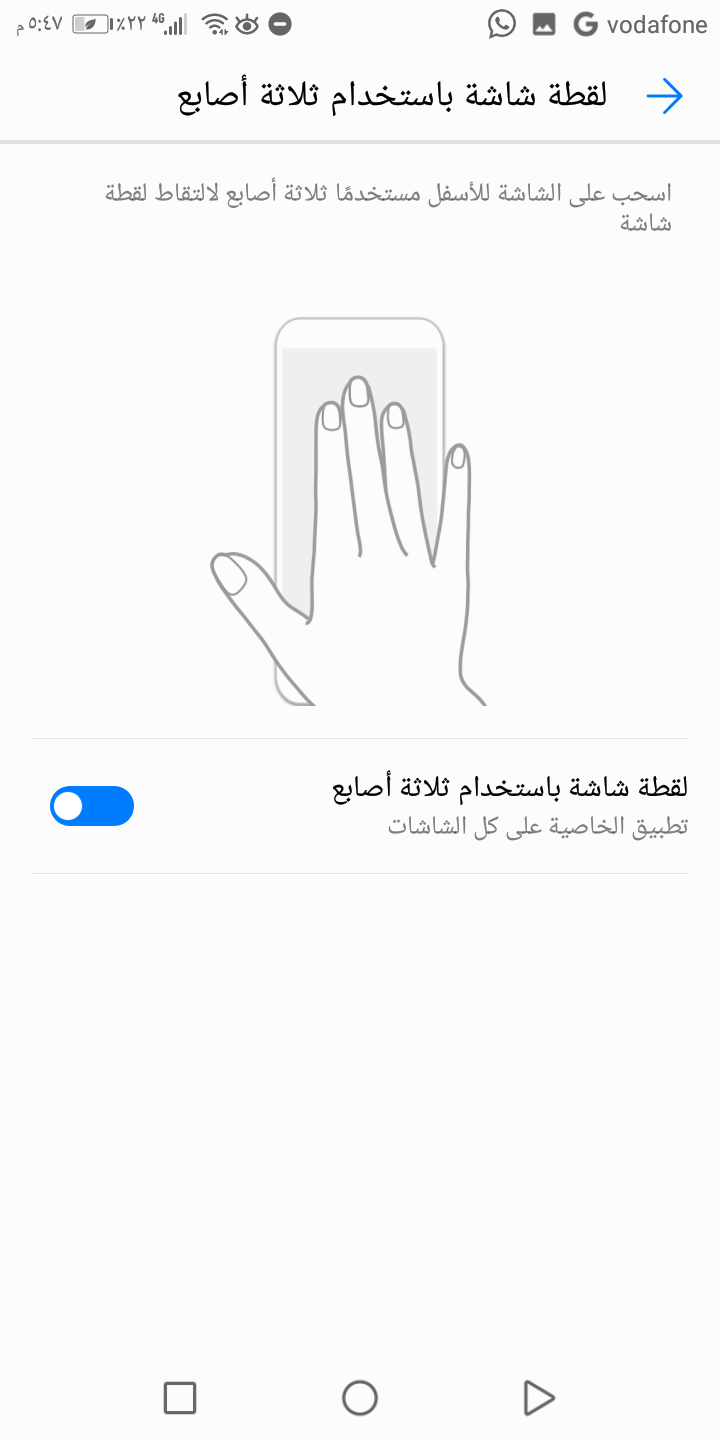 vodafone
٪٢٢ 4G
٥:٤٧ م
لقطة شاشة باستخدام ثلاثة أصابع
اسحب على الشاشة للأسفل مستخدمًا ثلاثة أصابع لالتقاط لقطة
شاشة
لقطة شاشة باستخدام ثلاثة أصابع
تطبيق الخاصية على كل الشاشات